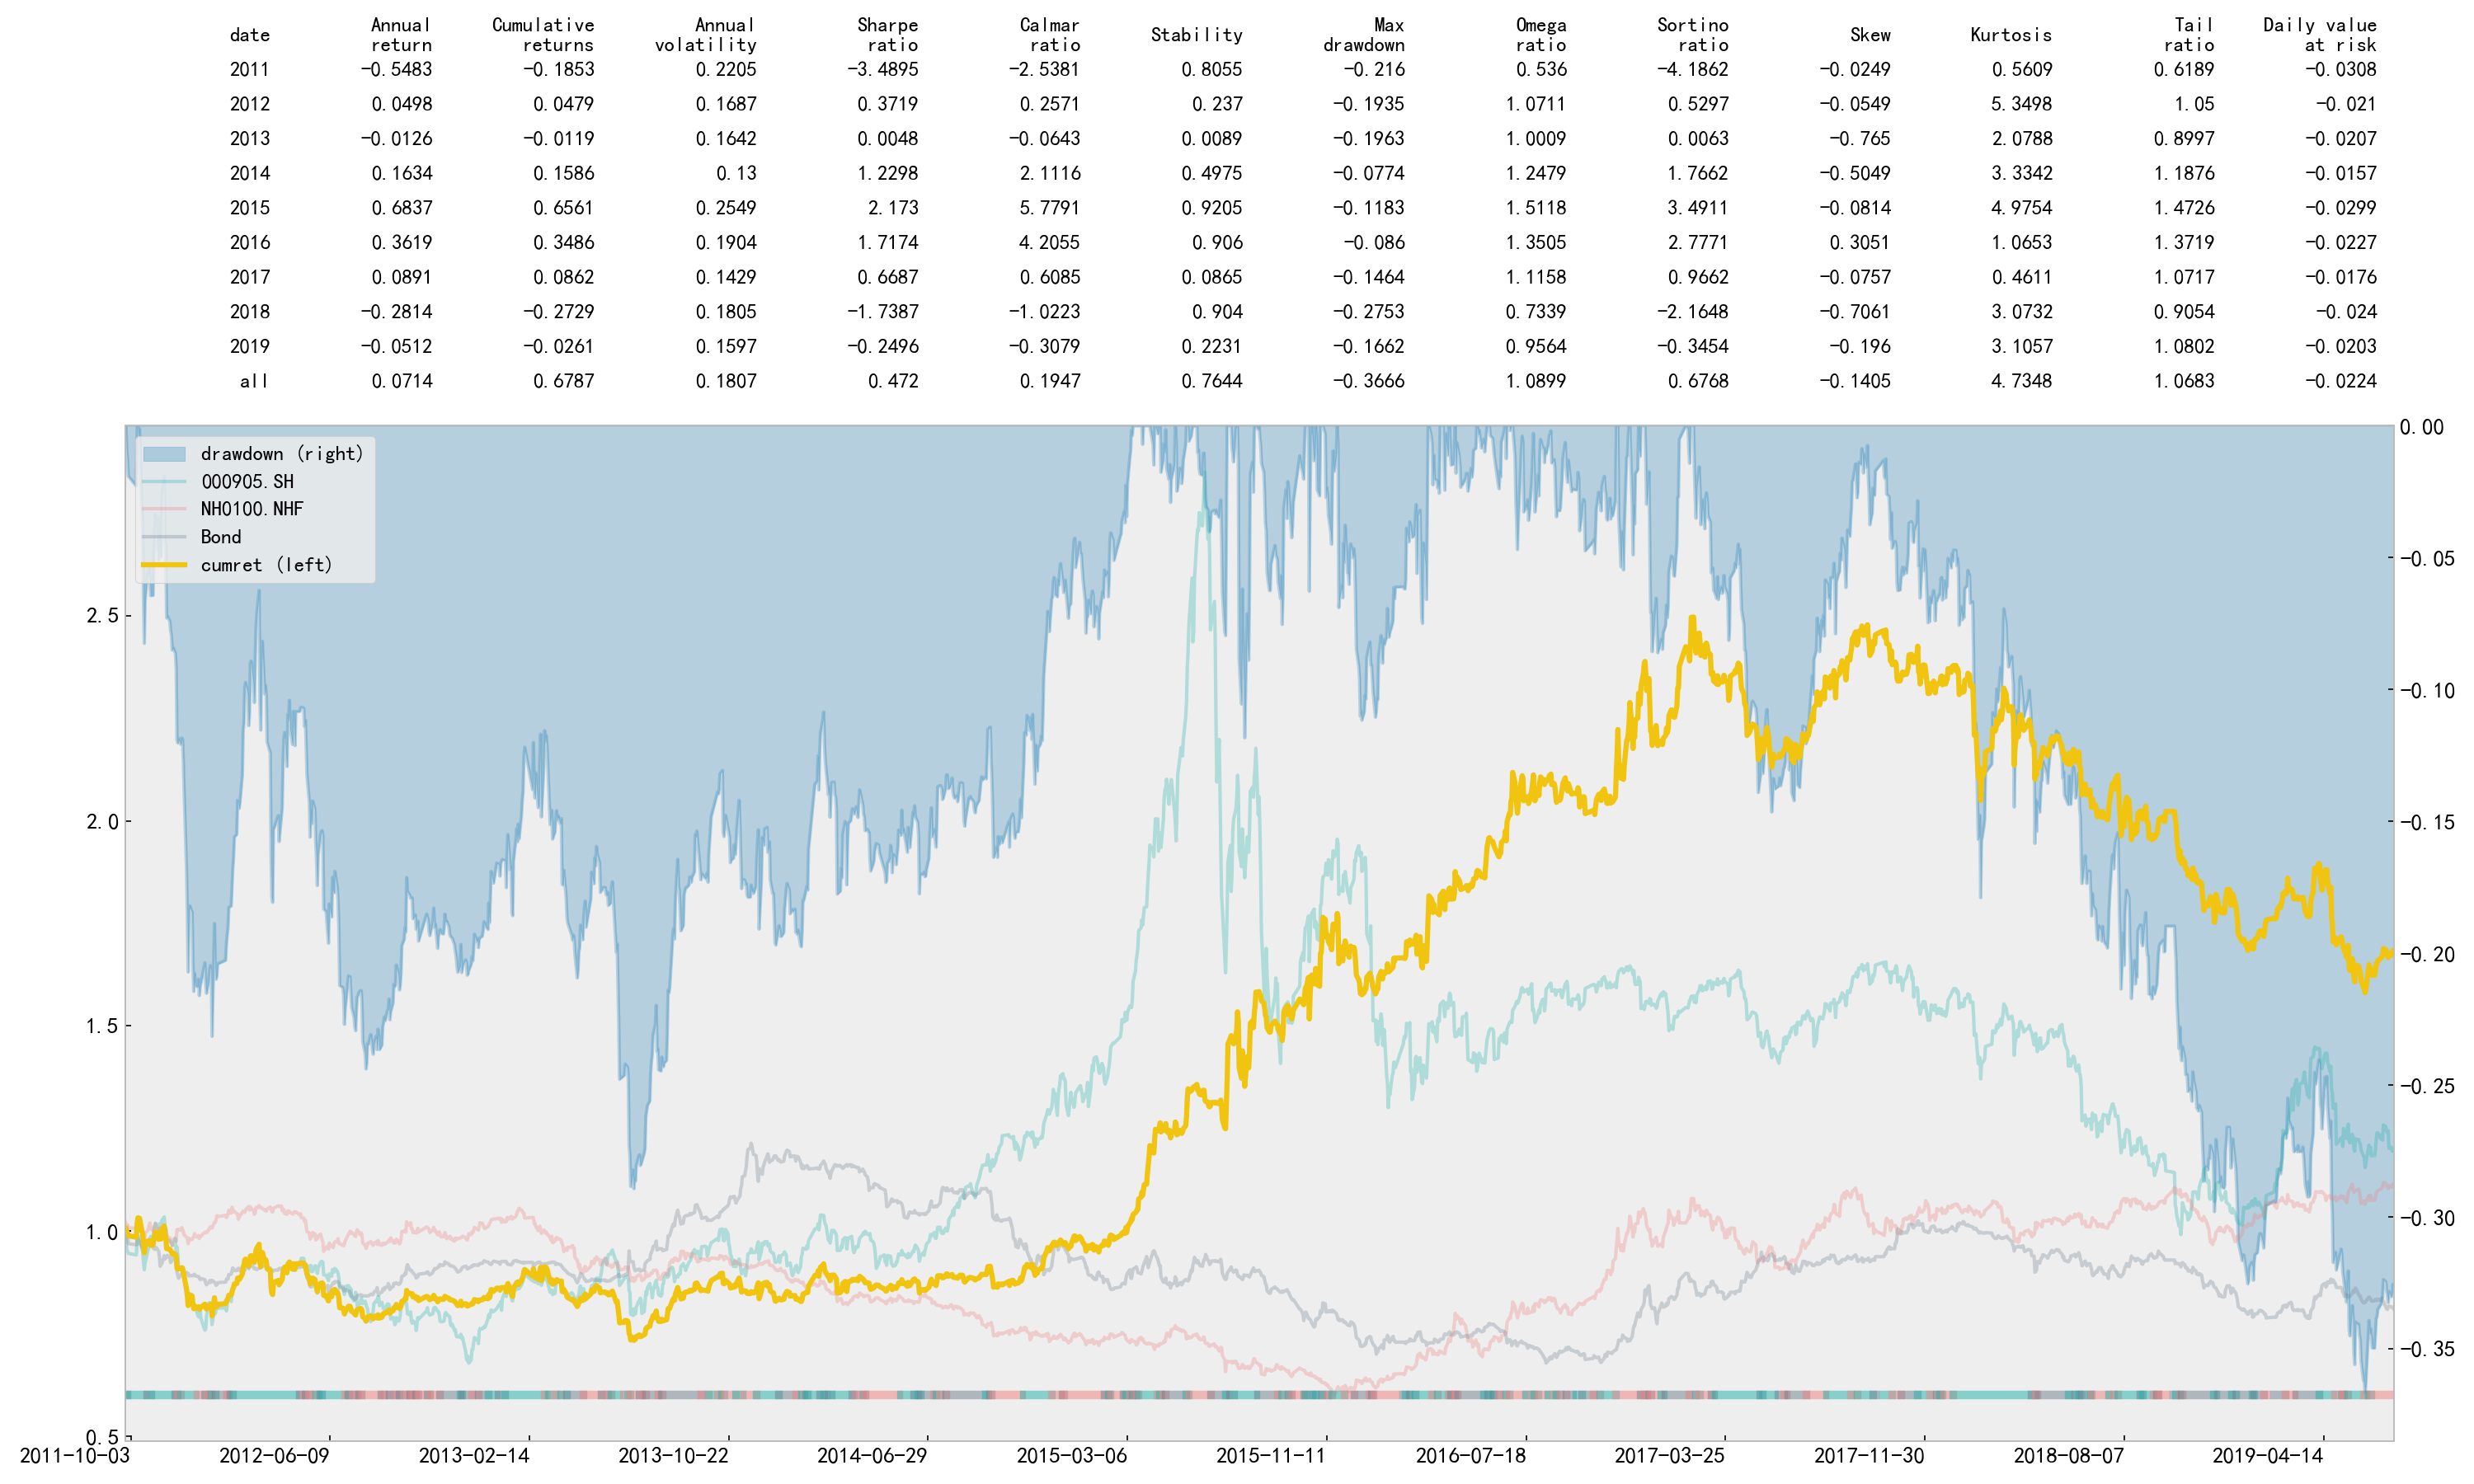 date Annual return Cumulative returns Annual volatility Sharpe ratio Calmar ratio Stability Max drawdown Omega ratio Sortino ratio Skew Kurtosis Tail ratio Daily value at risk
2011 -0.5483 -0.1853 0.2205 -3.4895 -2.5381 0.8055 -0.216 0.536 -4.1862 -0.0249 0.5609 0.6189 -0.0308
2012 0.0498 0.0479 0.1687 0.3719 0.2571 0.237 -0.1935 1.0711 0.5297 -0.0549 5.3498 1.05 -0.021
2013 -0.0126 -0.0119 0.1642 0.0048 -0.0643 0.0089 -0.1963 1.0009 0.0063 -0.765 2.0788 0.8997 -0.0207
2014 0.1634 0.1586 0.13 1.2298 2.1116 0.4975 -0.0774 1.2479 1.7662 -0.5049 3.3342 1.1876 -0.0157
2015 0.6837 0.6561 0.2549 2.173 5.7791 0.9205 -0.1183 1.5118 3.4911 -0.0814 4.9754 1.4726 -0.0299
2016 0.3619 0.3486 0.1904 1.7174 4.2055 0.906 -0.086 1.3505 2.7771 0.3051 1.0653 1.3719 -0.0227
2017 0.0891 0.0862 0.1429 0.6687 0.6085 0.0865 -0.1464 1.1158 0.9662 -0.0757 0.4611 1.0717 -0.0176
2018 -0.2814 -0.2729 0.1805 -1.7387 -1.0223 0.904 -0.2753 0.7339 -2.1648 -0.7061 3.0732 0.9054 -0.024
2019 -0.0512 -0.0261 0.1597 -0.2496 -0.3079 0.2231 -0.1662 0.9564 -0.3454 -0.196 3.1057 1.0802 -0.0203
all 0.0714 0.6787 0.1807 0.472 0.1947 0.7644 -0.3666 1.0899 0.6768 -0.1405 4.7348 1.0683 -0.0224
drawdown (right)
000905.SH
NH0100.NHF
Bond
cumret (left)
2.5
2.0
1.5
1.0
0.5
0.00
-0.05
-0.10
-0.15
-0.20
-0.25
-0.30
-0.35
2011-10-03 2012-06-09 2013-02-14 2013-10-22 2014-06-29 2015-03-06 2015-11-11 2016-07-18 2017-03-25 2017-11-30 2018-08-07 2019-04-14